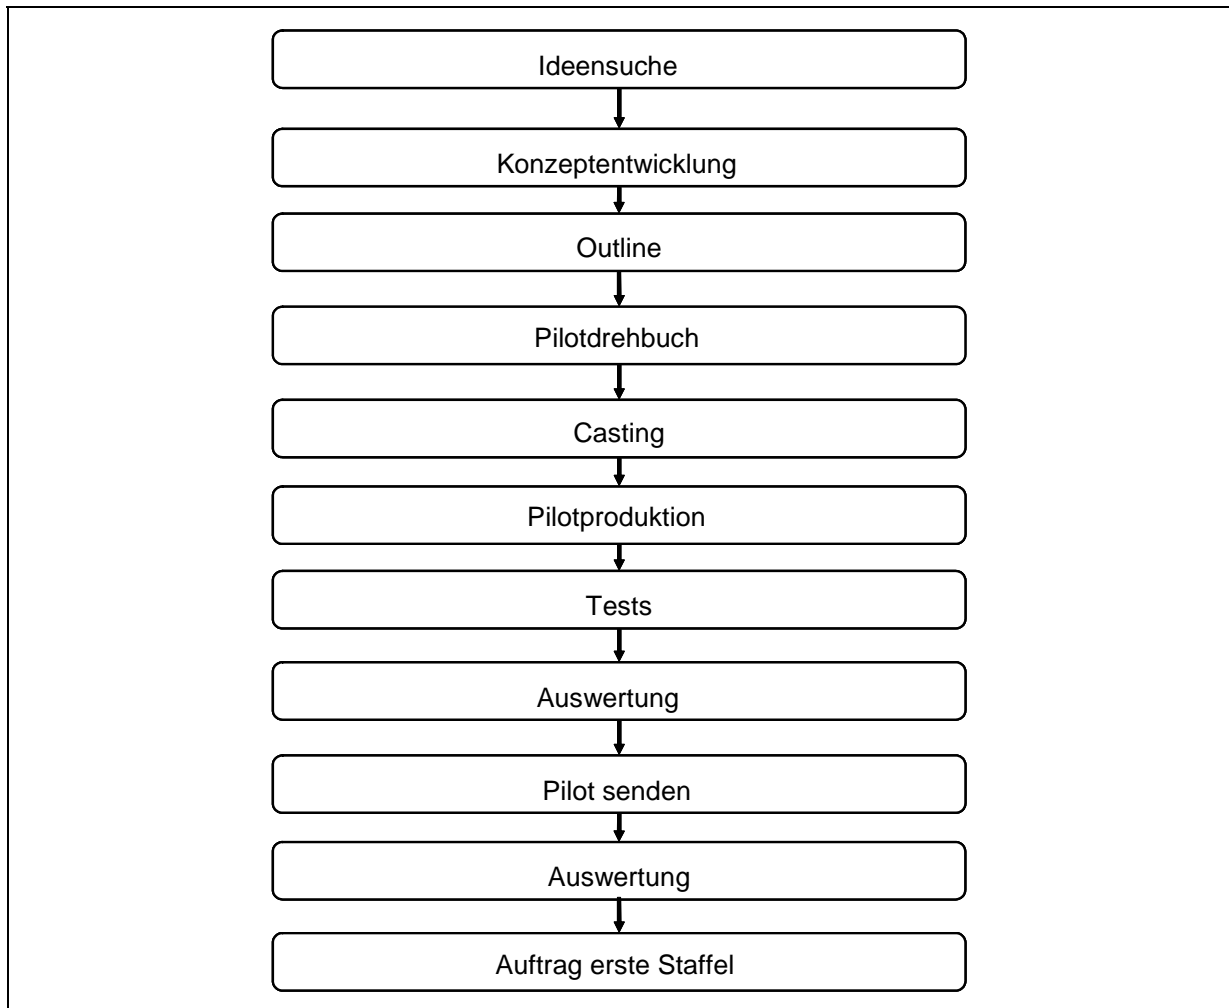 Ideensuche
Konzeptentwicklung
Outline
Pilotdrehbuch
Casting
Pilotproduktion
Tests
Auswertung
Pilot senden
Auswertung
Auftrag erste Staffel